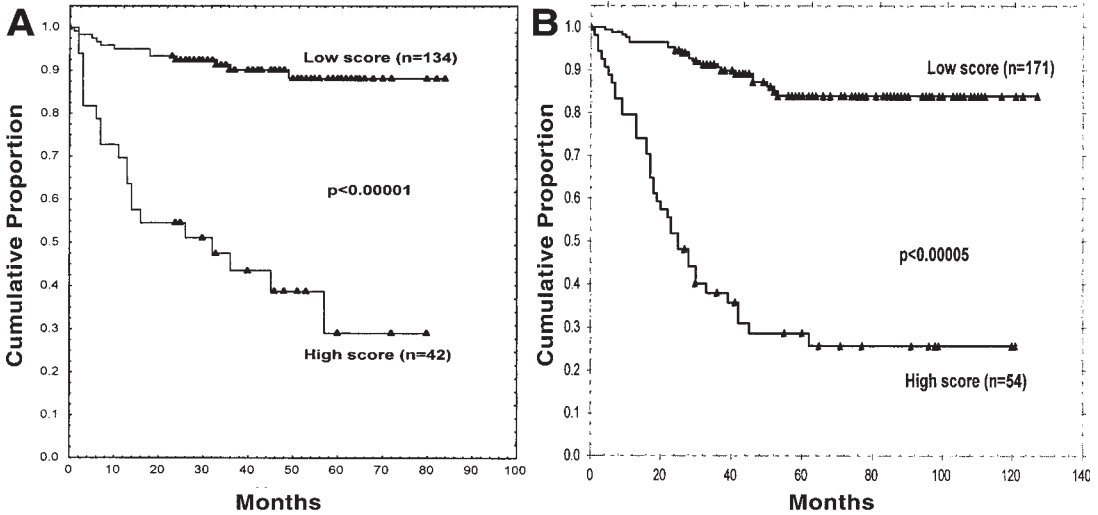 A
Cumulative Proportion
1.0
0.9
0.8
0.7
0.6
0.5
0.4
0.3
0.2
0.1
0.0
Low score (n=134)
p<0.00001
High score (n=42)
0 10 20 30 40 50 60 70 80 90 100
Months
B
Cumulative Proportion
1.0
0.9
0.8
0.7
0.6
0.5
0.4
0.3
0.2
0.1
0.0
Low score (n=171)
p<0.00005
High score (n=54)
0 20 40 60 80 100 120 140
Months